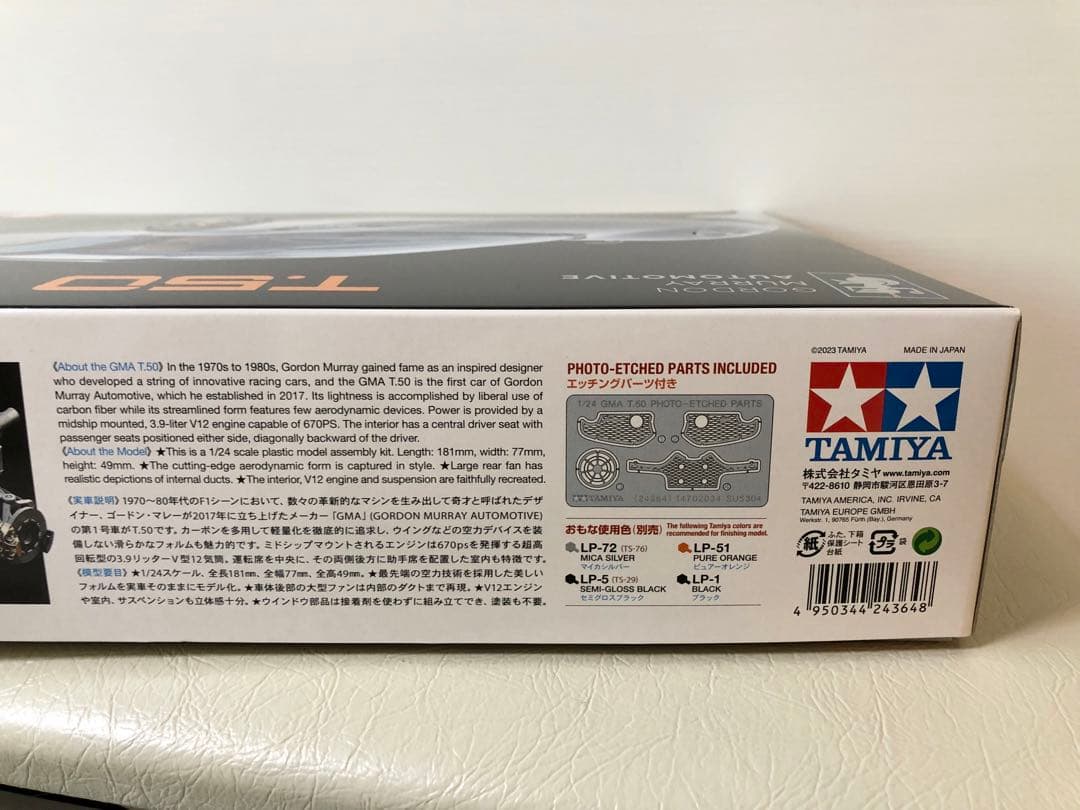 T.50
GORDON
MURRAY
AUTOMOTIVE
《About the GMA T.50》 In the 1970s to 1980s, Gordon Murray gained fame as an inspired designer
who developed a string of innovative racing cars, and the GMA T.50 is the first car of Gordon
Murray Automotive, which he established in 2017. Its lightness is accomplished by liberal use of
carbon fiber while its streamlined form features few aerodynamic devices. Power is provided by a
midship mounted, 3.9-liter V12 engine capable of 670PS. The interior has a central driver seat with
passenger seats positioned either side, diagonally backward of the driver.
《About the Model》 ★This is a 1/24 scale plastic model assembly kit. Length: 181mm, width: 77mm,
height: 49mm. ★The cutting-edge aerodynamic form is captured in style. ★Large rear fan has
realistic depictions of internal ducts. ★The interior, V12 engine and suspension are faithfully recreated.
《実車説明》 1970〜80年代のF1シーンにおいて、数々の革新的なマシンを生み出して奇才と呼ばれたデザ
イナー、ゴードン・マレーが2017年に立ち上げたメーカー「GMA」(GORDON MURRAY AUTOMOTIVE)
の第1号車がT.50です。カーボンを多用して軽量化を徹底的に追求し、ウイングなどの空力デバイスを装
備しない滑らかなフォルムも魅力的です。ミドシップマウントされるエンジンは670psを発揮する超高
回転型の3.9リッターV型12気筒。運転席を中央に、その両側後方に助手席を配置した室内も特徴です。
《模型要目》 ★1/24スケール、全長181mm、全幅77mm、全高49mm。★最先端の空力技術を採用した美しい
フォルムを実車そのままにモデル化。★車体後部の大型ファンは内部のダクトまで再現。★V12エンジン
や室内、サスペンションも立体感十分。★ウインドウ部品は接着剤を使わずに組み立てでき、塗装も不要。
PHOTO-ETCHED PARTS INCLUDED
エッチングパーツ付き
1/24 GMA T.50 PHOTO-ETCHED PARTS
TAMIYA (24364) 14702034 SUS304
おもな使用色(別売) The following Tamiya colors are
recommended for finishing model.
LP-72 (TS-76)
MICA SILVER
マイカシルバー
LP-51
PURE ORANGE
ピュアーオレンジ
LP-5 (TS-29)
SEMI-GLOSS BLACK
セミグロスブラック
LP-1
BLACK
ブラック
©2023 TAMIYA MADE IN JAPAN
TAMIYA
株式会社タミヤ www.tamiya.com
〒422-8610 静岡市駿河区恩田原3-7
TAMIYA AMERICA, INC. IRVINE, CA
TAMIYA EUROPE GMBH
Werkstr. 1, 90765 Fürth (Bay.), Germany
紙 ふた、下箱
保護シート
台紙
プラ 袋
4 950344 243648